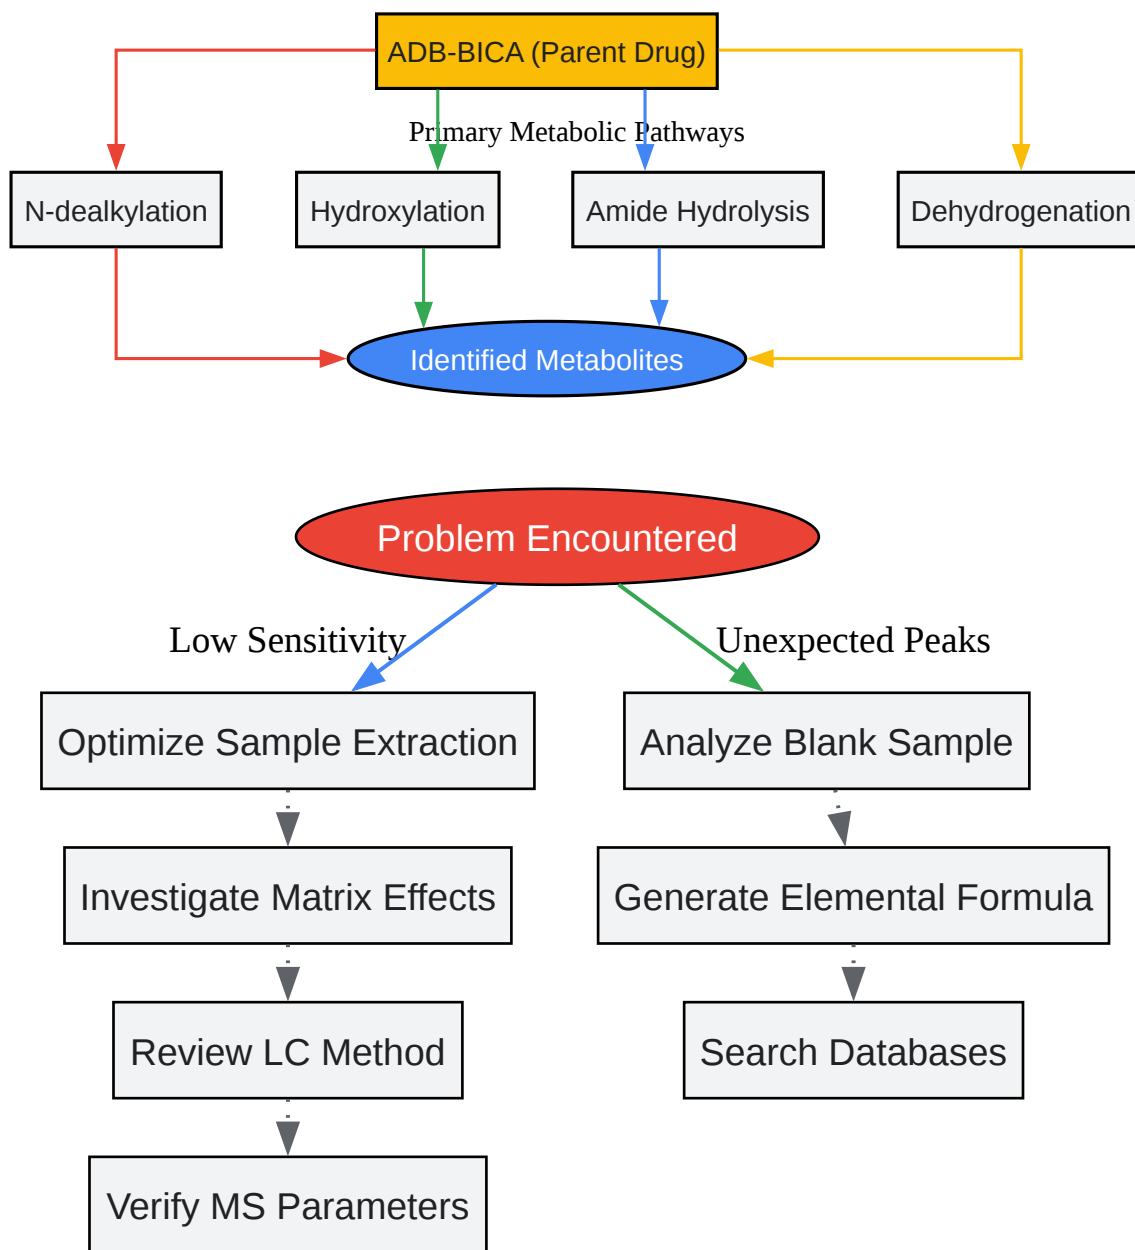 ADB-BICA (Parent Drug)
Primary Metabolic Pathways
N-dealkylation
Hydroxylation
Amide Hydrolysis
Dehydrogenation
Identified Metabolites
Problem Encountered
Low Sensitivity
Unexpected Peaks
Optimize Sample Extraction
Analyze Blank Sample
Investigate Matrix Effects
Generate Elemental Formula
Review LC Method
Search Databases
Verify MS Parameters